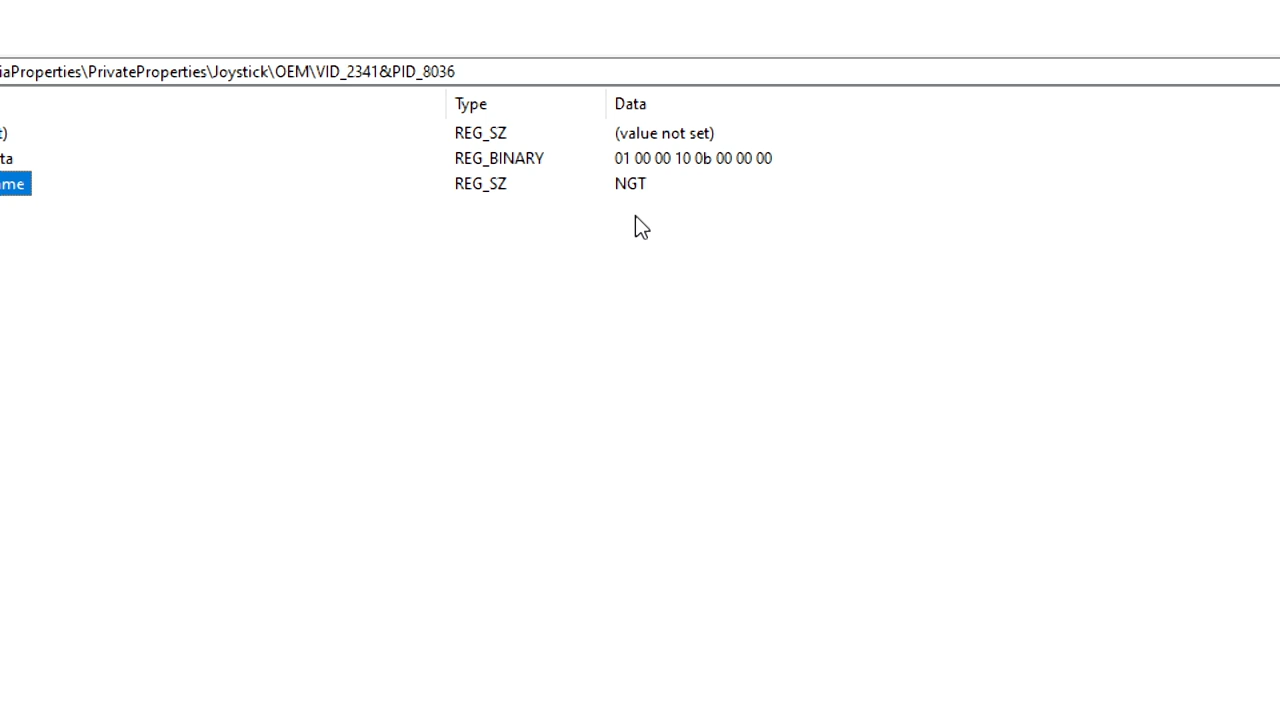 iaProperties\PrivateProperties\Joystick\OEM\VID_2341&PID_8036
Type Data
t) REG_SZ (value not set)
ta REG_BINARY 01 00 00 10 0b 00 00 00
ame REG_SZ NGT